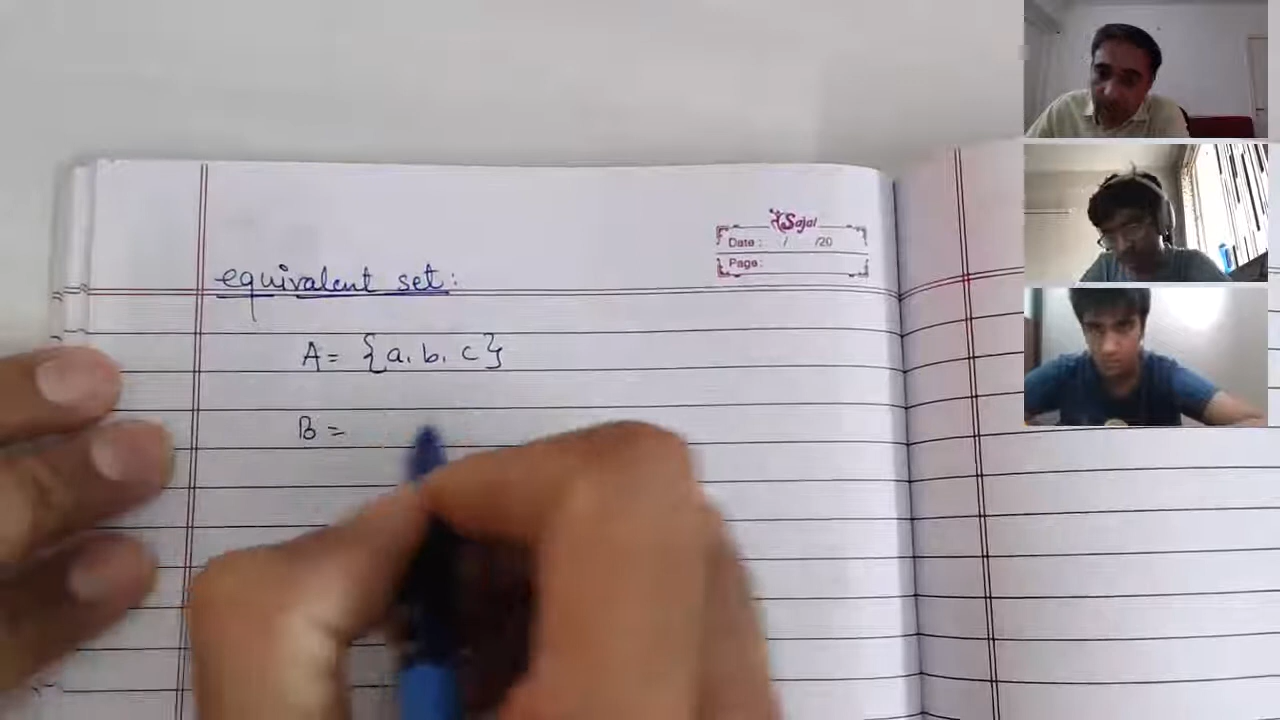 Sajal
Date : / /20
Page:
equivalent set:
A = {a, b, c}
B =